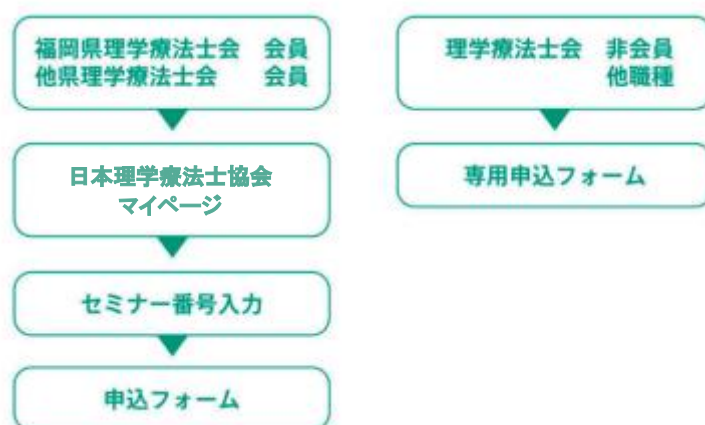 福岡県理学療法士会　会員
他県理学療法士会　　会員
日本理学療法士協会
マイページ
セミナー番号入力
申込フォーム
理学療法士会　非会員
他職種
専用申込フォーム